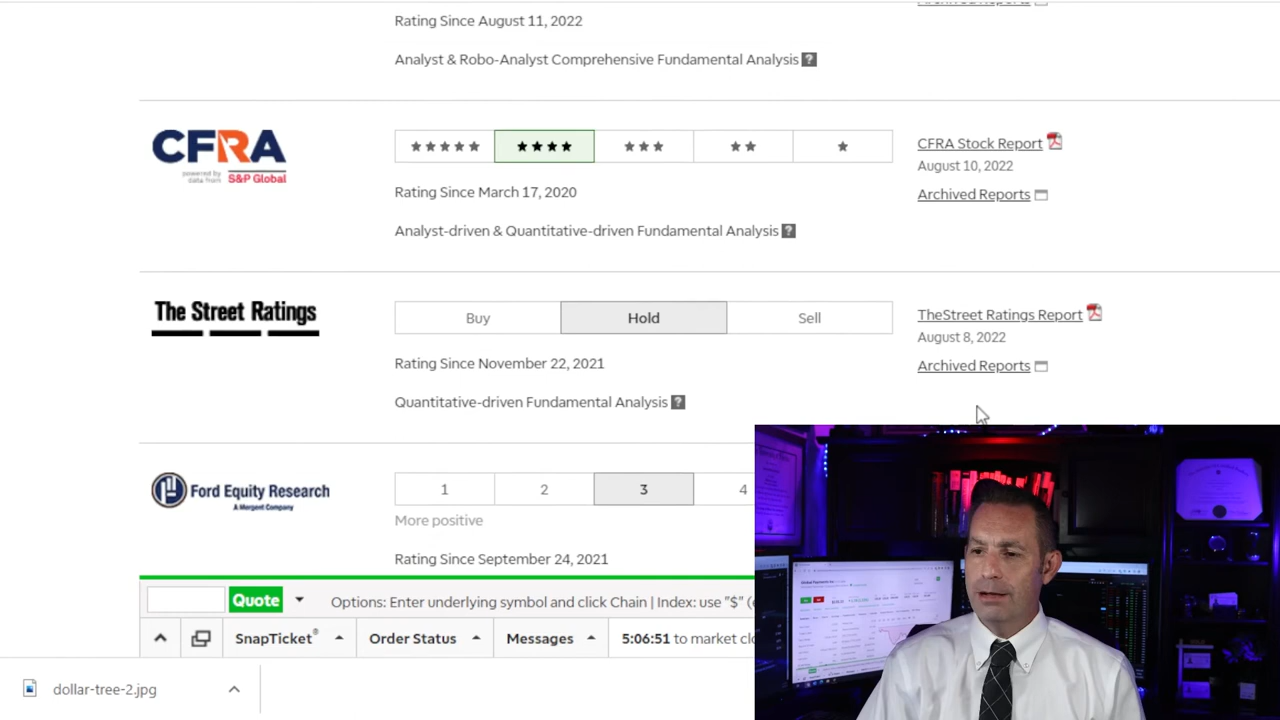 Rating Since August 11, 2022
Analyst & Robo-Analyst Comprehensive Fundamental Analysis ?
CFRA
powered by
data from S&P Global
CFRA Stock Report
August 10, 2022
Archived Reports
Rating Since March 17, 2020
Analyst-driven & Quantitative-driven Fundamental Analysis ?
The Street Ratings
Buy Hold Sell
TheStreet Ratings Report
August 8, 2022
Archived Reports
Rating Since November 22, 2021
Quantitative-driven Fundamental Analysis ?
Ford Equity Research
A Mergent Company
1 2 3 4
More positive
Rating Since September 24, 2021
Quote
Options: Enter underlying symbol and click Chain | Index: use "$"
SnapTicket® Order Status Messages 5:06:51 to market clo
dollar-tree-2.jpg